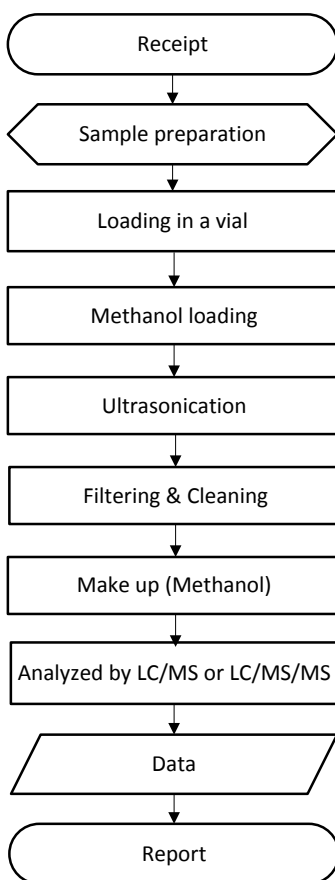 Receipt
Sample preparation
Loading in a vial
Methanol loading
Ultrasonication
Filtering & Cleaning
Make up (Methanol)
Analyzed by LC/MS or LC/MS/MS
Data
Report